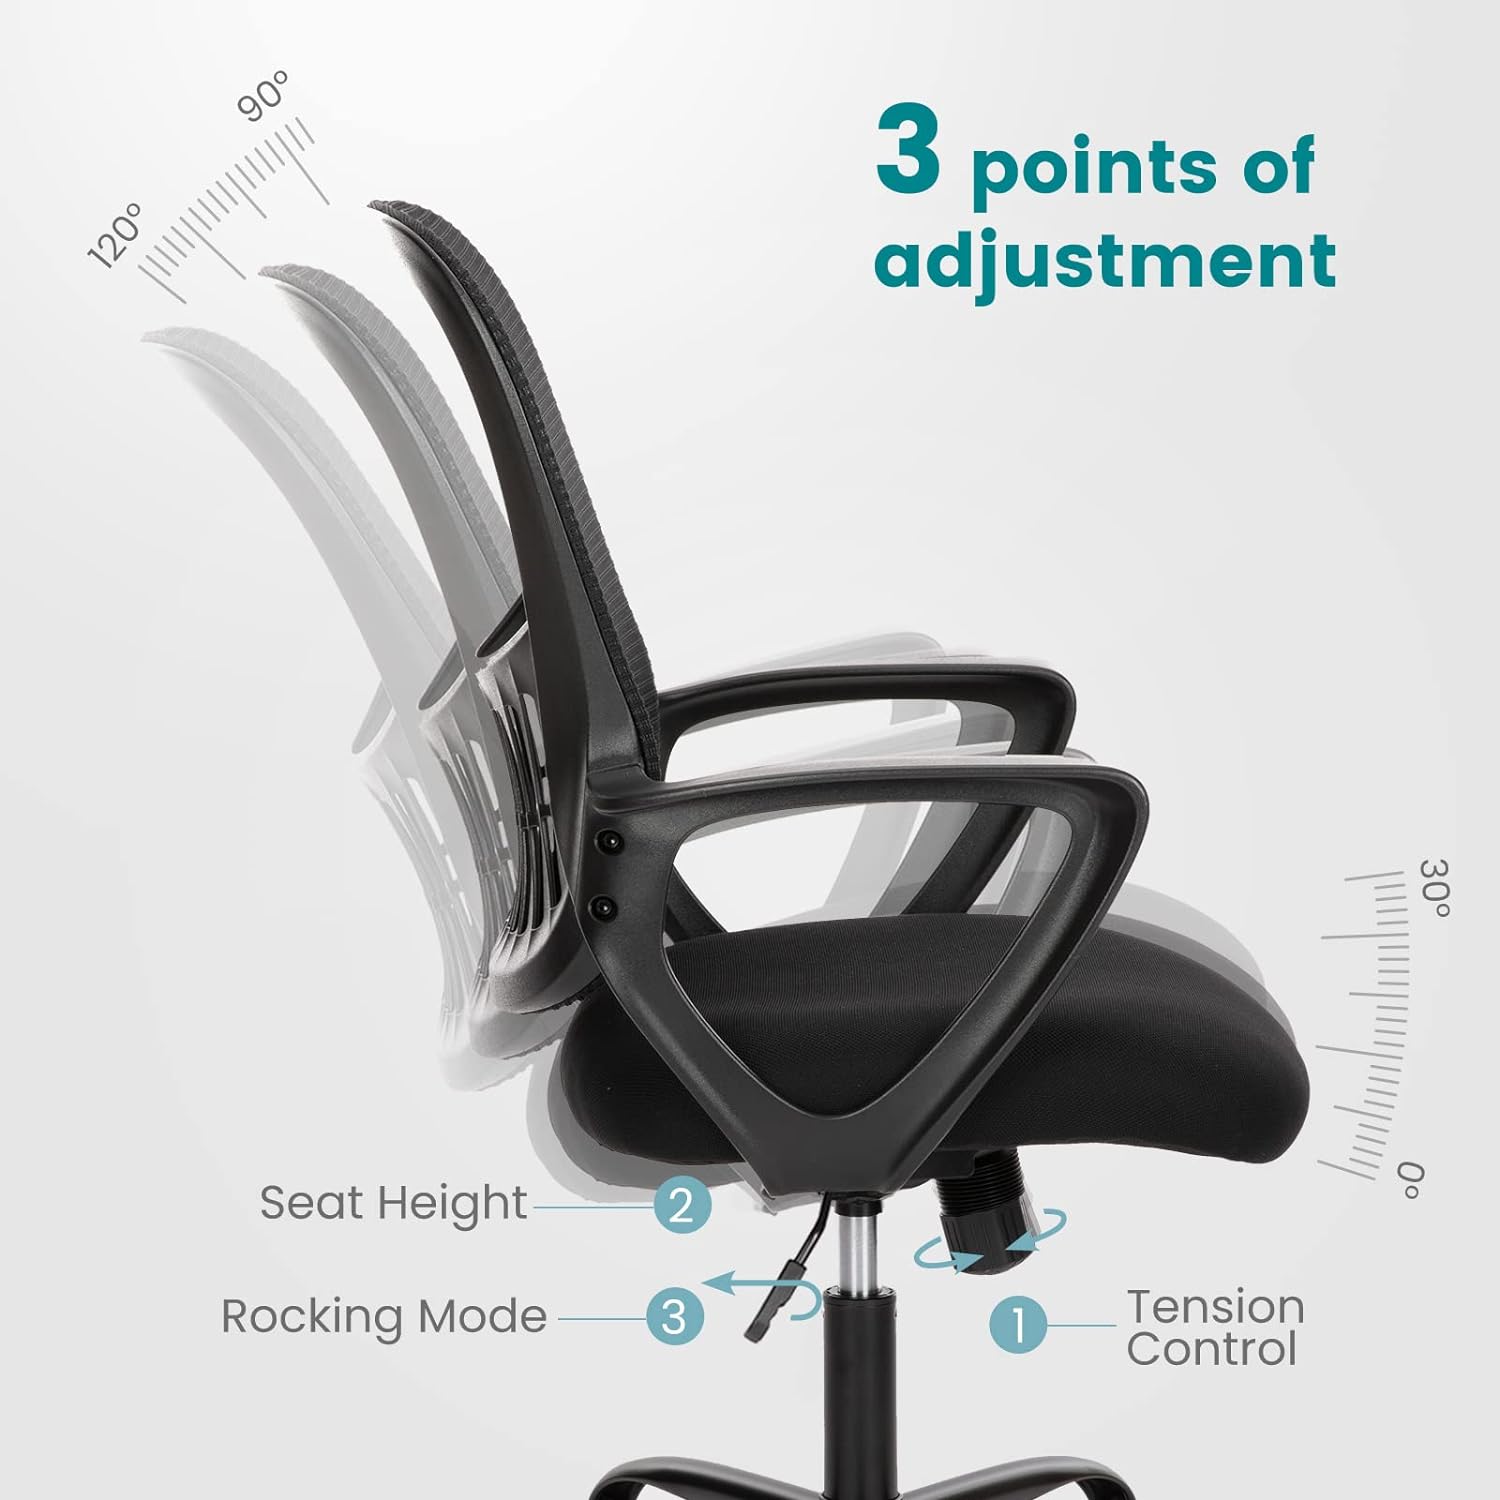 3 points of
adjustment
90°
120°
30°
0°
Seat Height
2
Rocking Mode
3
1
Tension
Control